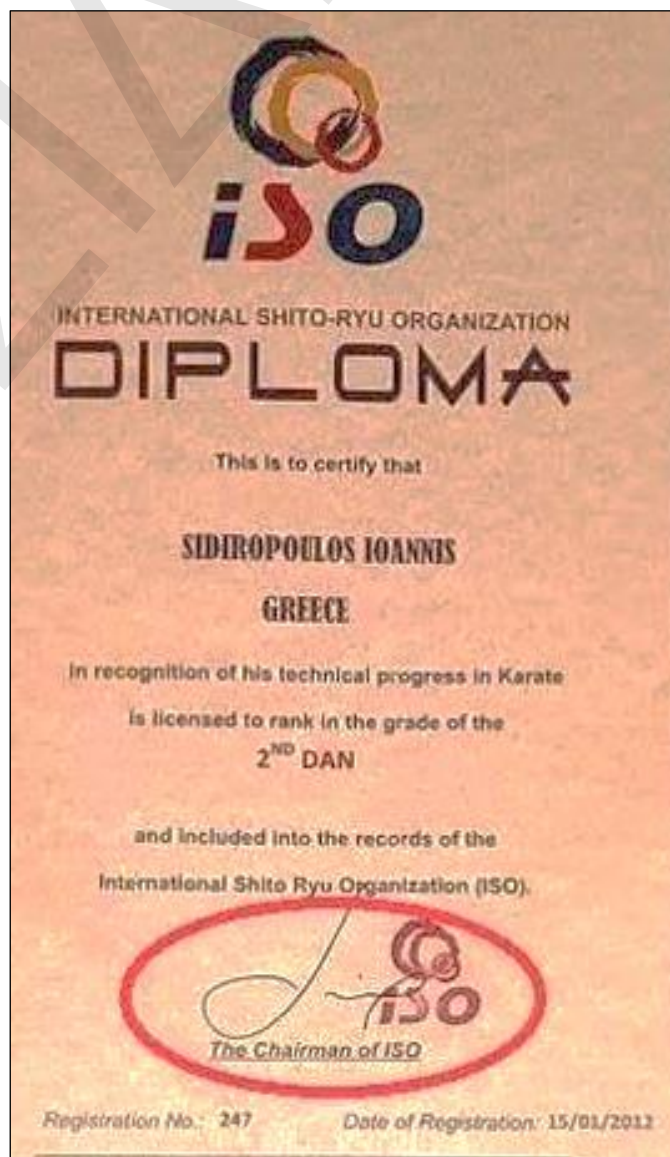 iSO
INTERNATIONAL SHITO-RYU ORGANIZATION
DIPLOMA
This is to certify that
SIDIROPOULOS IOANNIS
GREECE
in recognition of his technical progress in Karate
is licensed to rank in the grade of the
2ND DAN
and included into the records of the
International Shito Ryu Organization (ISO).
iSO
The Chairman of ISO
Registration No.: 247 Date of Registration: 15/01/2012